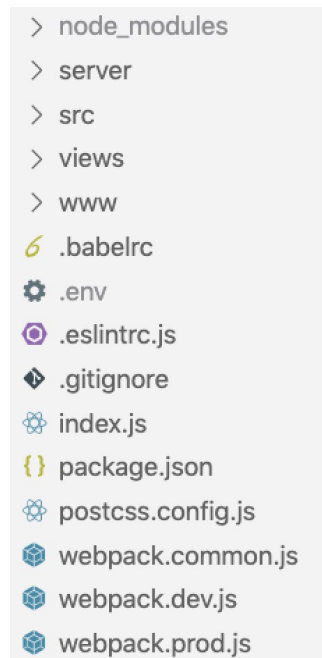 node_modules
server
src
views
www
.babelrc
.env
.eslintrc.js
.gitignore
index.js
package.json
postcss.config.js
webpack.common.js
webpack.dev.js
webpack.prod.js